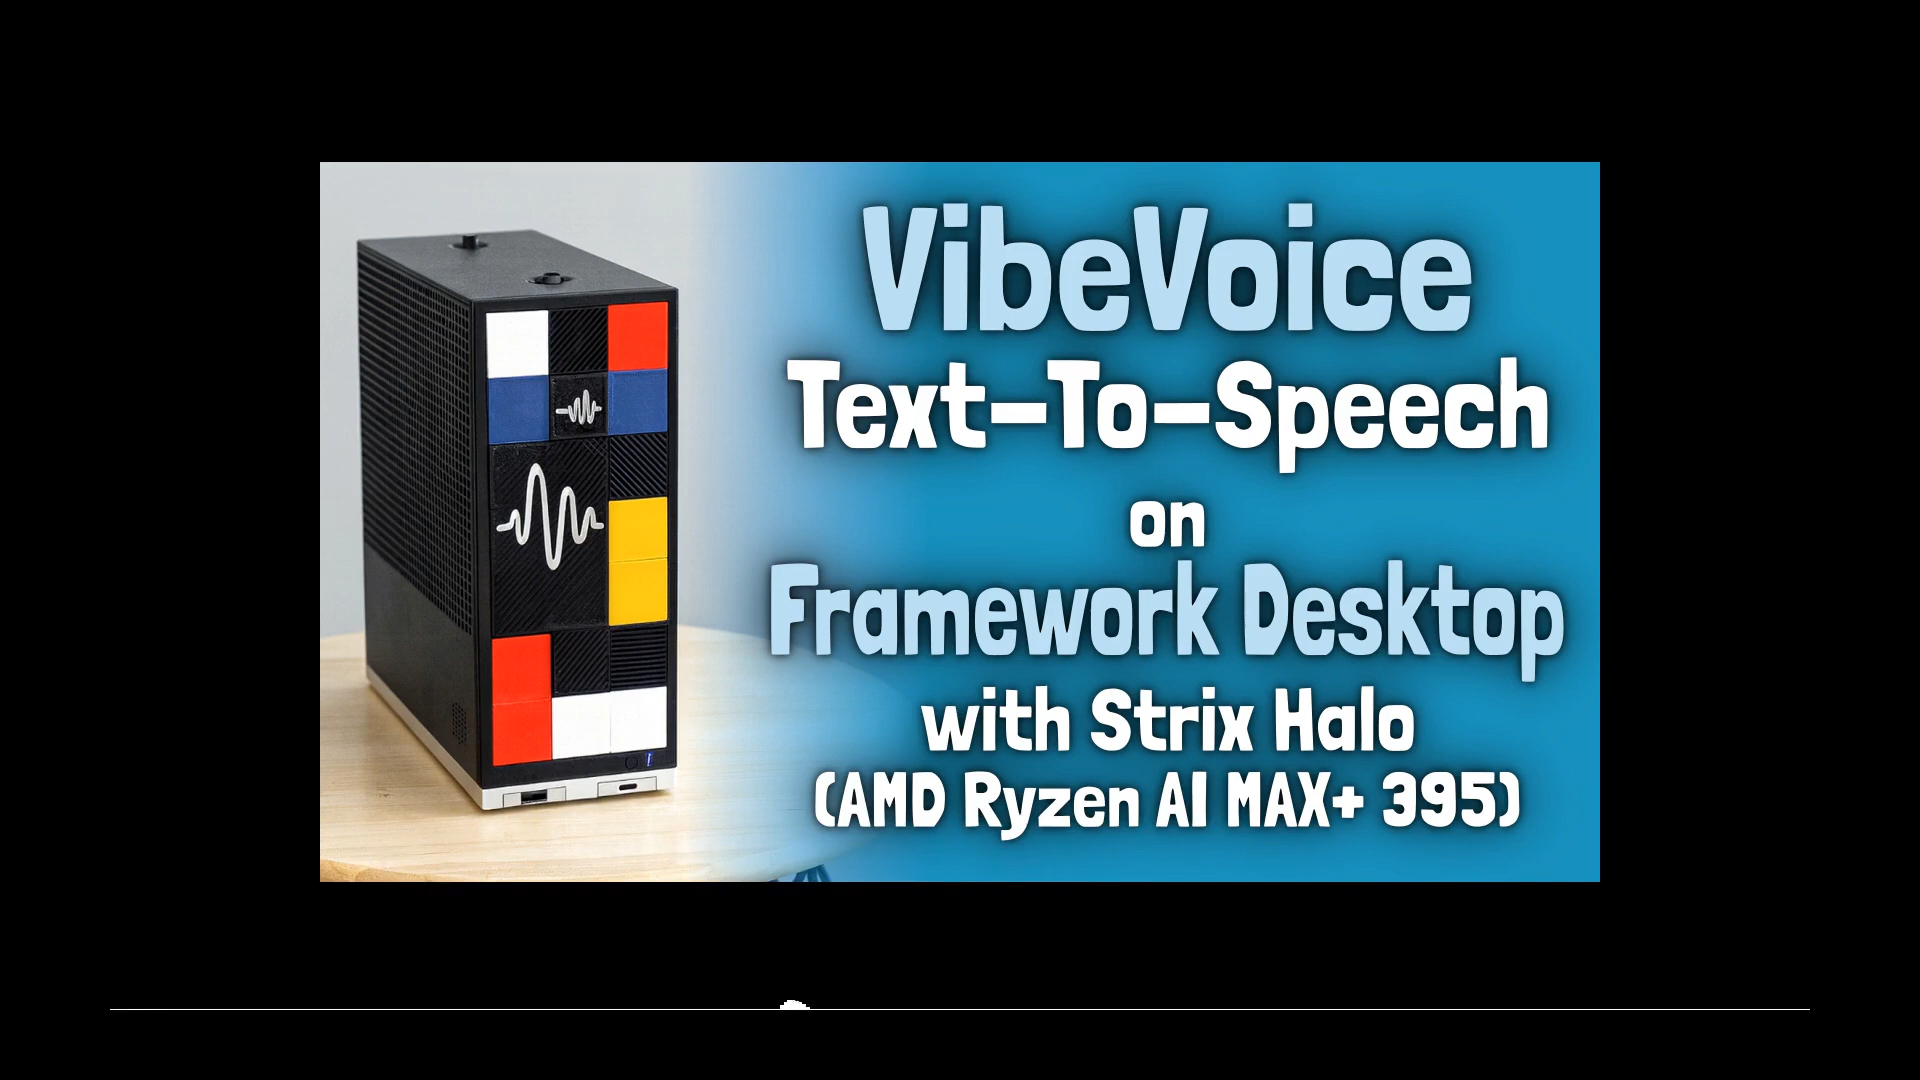 VibeVoice
Text-To-Speech
on
Framework Desktop
with Strix Halo
(AMD Ryzen AI MAX+ 395)